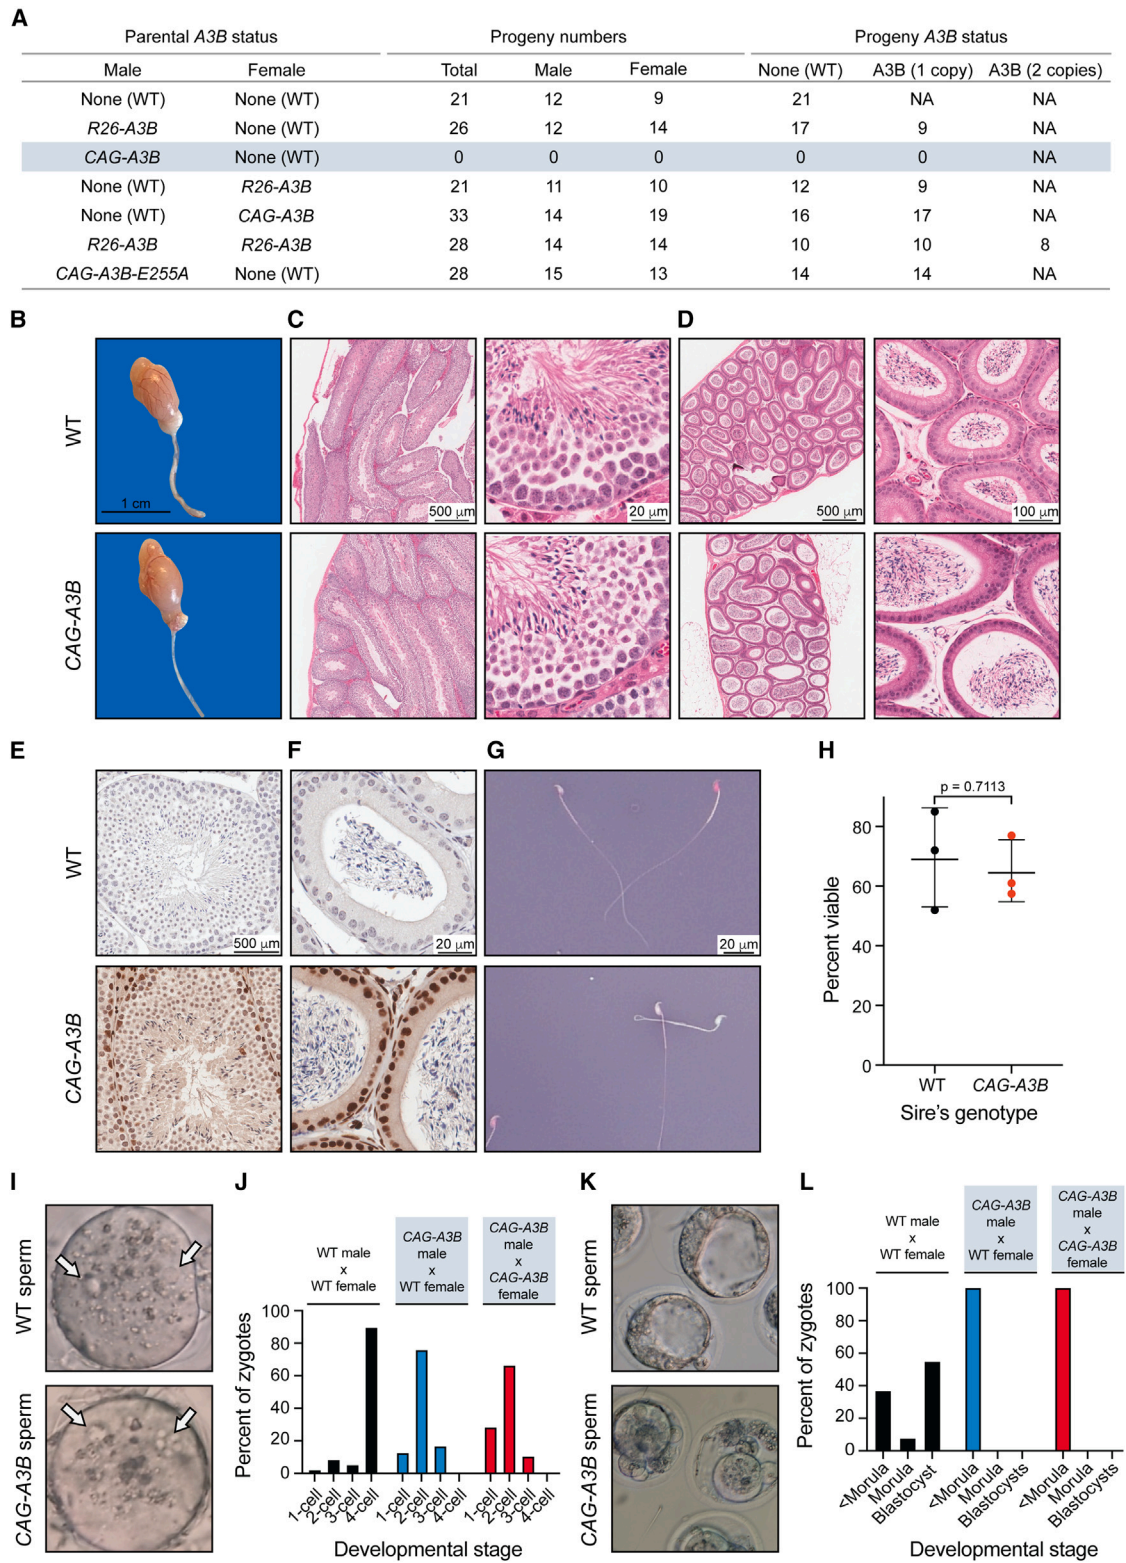 A
Parental A3B status Progeny numbers Progeny A3B status
Male Female Total Male Female None (WT) A3B (1 copy) A3B (2 copies)
None (WT) None (WT) 21 12 9 21 NA NA
R26-A3B None (WT) 26 12 14 17 9 NA
CAG-A3B None (WT) 0 0 0 0 0 NA
None (WT) R26-A3B 21 11 10 12 9 NA
None (WT) CAG-A3B 33 14 19 16 17 NA
R26-A3B R26-A3B 28 14 14 10 10 8
CAG-A3B-E255A None (WT) 28 15 13 14 14 NA
B C D
WT
1 cm
500 µm
20 µm
500 µm
100 µm
CAG-A3B
E F G H
WT
500 µm
20 µm
20 µm
CAG-A3B
p = 0.7113
Percent viable
80
60
40
20
0
WT CAG-A3B
Sire's genotype
I J K L
WT sperm
CAG-A3B sperm
WT male
x
WT female
CAG-A3B
male
x
WT female
CAG-A3B
male
x
CAG-A3B
female
Percent of zygotes
100
80
60
40
20
0
1-cell 2-cell 3-cell 4-cell 1-cell 2-cell 3-cell 4-cell 1-cell 2-cell 3-cell 4-cell
Developmental stage
WT sperm
CAG-A3B sperm
WT male
x
WT female
CAG-A3B
male
x
WT female
CAG-A3B
male
x
CAG-A3B
female
Percent of zygotes
100
80
60
40
20
0
<Morula Morula Blastocyst <Morula Morula Blastocysts <Morula Morula Blastocysts
Developmental stage